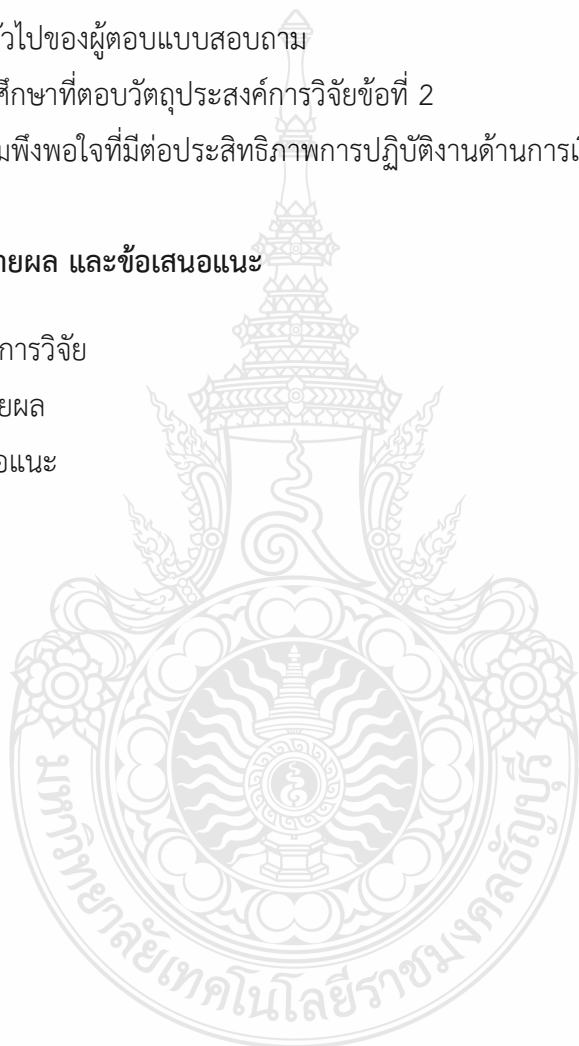 ั่วไปของผู้ตอบแบบสอบถาม
ศึกษาที่ตอบวัตถุประสงค์การวิจัยข้อที่ 2
มพึงพอใจที่มีต่อประสิทธิภาพการปฏิบัติงานด้านการเ
ายผล และข้อเสนอแนะ
การวิจัย
ยผล
อแนะ
มหาวิทยาลัยเทคโนโลยีราชมงคลธัญบุรี